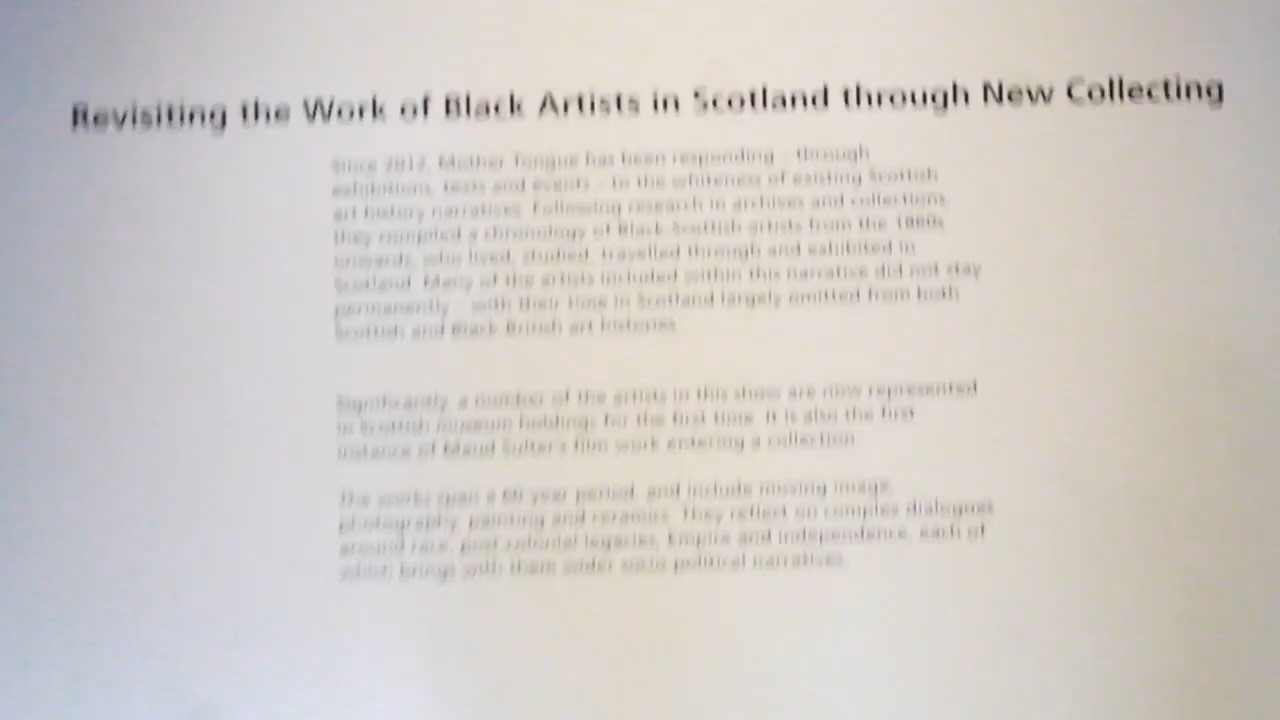 Revisiting the Work of Black Artists in Scotland through New Collecting
Since 2012, Mother Tongue has been responding - through
exhibitions, texts and events - to the whiteness of existing Scottish
art history narratives. Following research in archives and collections
they compiled a chronology of Black Scottish artists from the 1860s
onwards, who lived, studied, travelled through and exhibited in
Scotland. Many of the artists included within this narrative did not stay
permanently - with their time in Scotland largely omitted from both
Scottish and Black British art histories.
Significantly, a number of the artists in this show are now represented
in Scottish museum holdings for the first time. It is also the first
instance of Maud Sulter's film work entering a collection.
The works span a year period, and include moving image,
photography, painting and ceramics. They reflect on complex dialogues
around race, post-colonial legacies, Empire and independence, each of
which brings with them wider socio-political narratives.